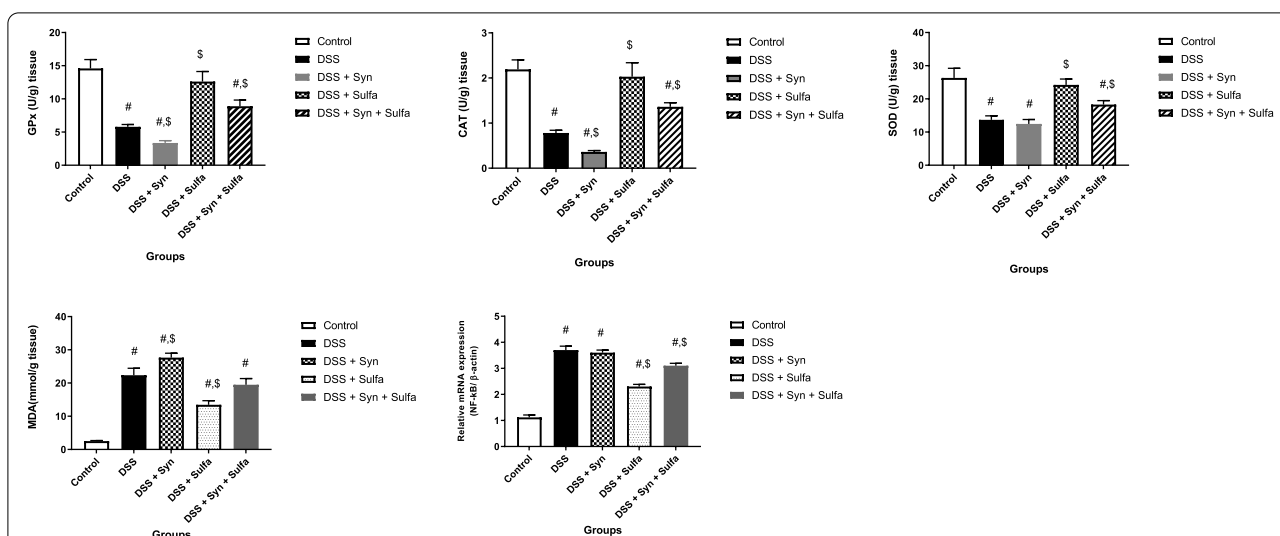 20
15
10
5
0
GPx (U/g) tissue
#
#,$
$
#,$
Control
DSS
DSS + Syn
DSS + Sulfa
DSS + Syn + Sulfa
Groups
Control
DSS
DSS + Syn
DSS + Sulfa
DSS + Syn + Sulfa
3
2
1
0
CAT (U/g) tissue
#
#,$
$
#,$
Control
DSS
DSS + Syn
DSS + Sulfa
DSS + Syn + Sulfa
Groups
Control
DSS
DSS + Syn
DSS + Sulfa
DSS + Syn + Sulfa
40
30
20
10
0
SOD (U/g) tissue
#
#
$
#,$
Control
DSS
DSS + Syn
DSS + Sulfa
DSS + Syn + Sulfa
Groups
Control
DSS
DSS + Syn
DSS + Sulfa
DSS + Syn + Sulfa
40
30
20
10
0
MDA(mmol/g tissue)
#
#,$
#,$
#
Control
DSS
DSS + Syn
DSS + Sulfa
DSS + Syn + Sulfa
Groups
Control
DSS
DSS + Syn
DSS + Sulfa
DSS + Syn + Sulfa
5
4
3
2
1
0
Relative mRNA expression
(NF-kB/ β-actin)
#
#
#,$
#,$
Control
DSS
DSS + Syn
DSS + Sulfa
DSS + Syn + Sulfa
Groups
Control
DSS
DSS + Syn
DSS + Sulfa
DSS + Syn + Sulfa